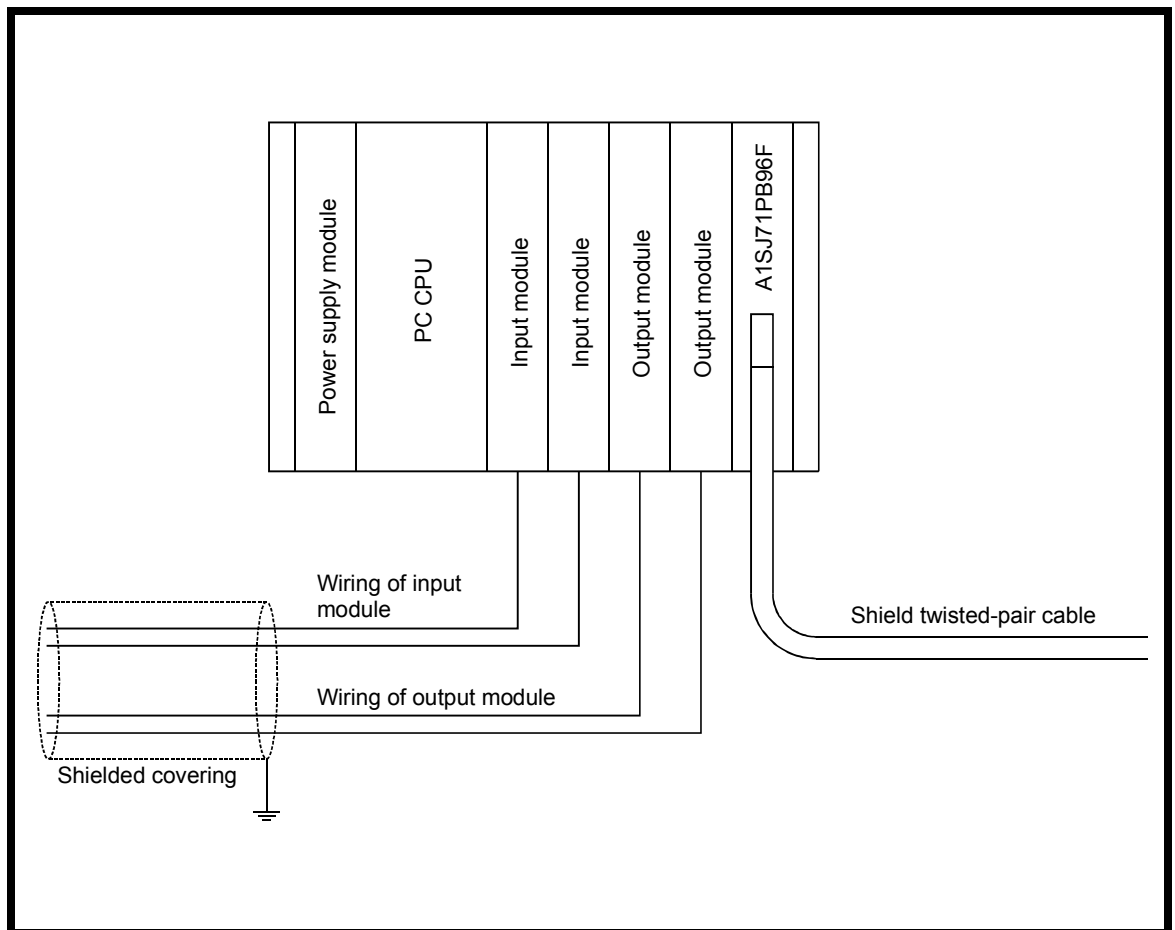 Power supply module
PC CPU
Input module
Input module
Output module
Output module
A1SJ71PB96F
Wiring of input
module
Shield twisted-pair cable
Wiring of output module
Shielded covering